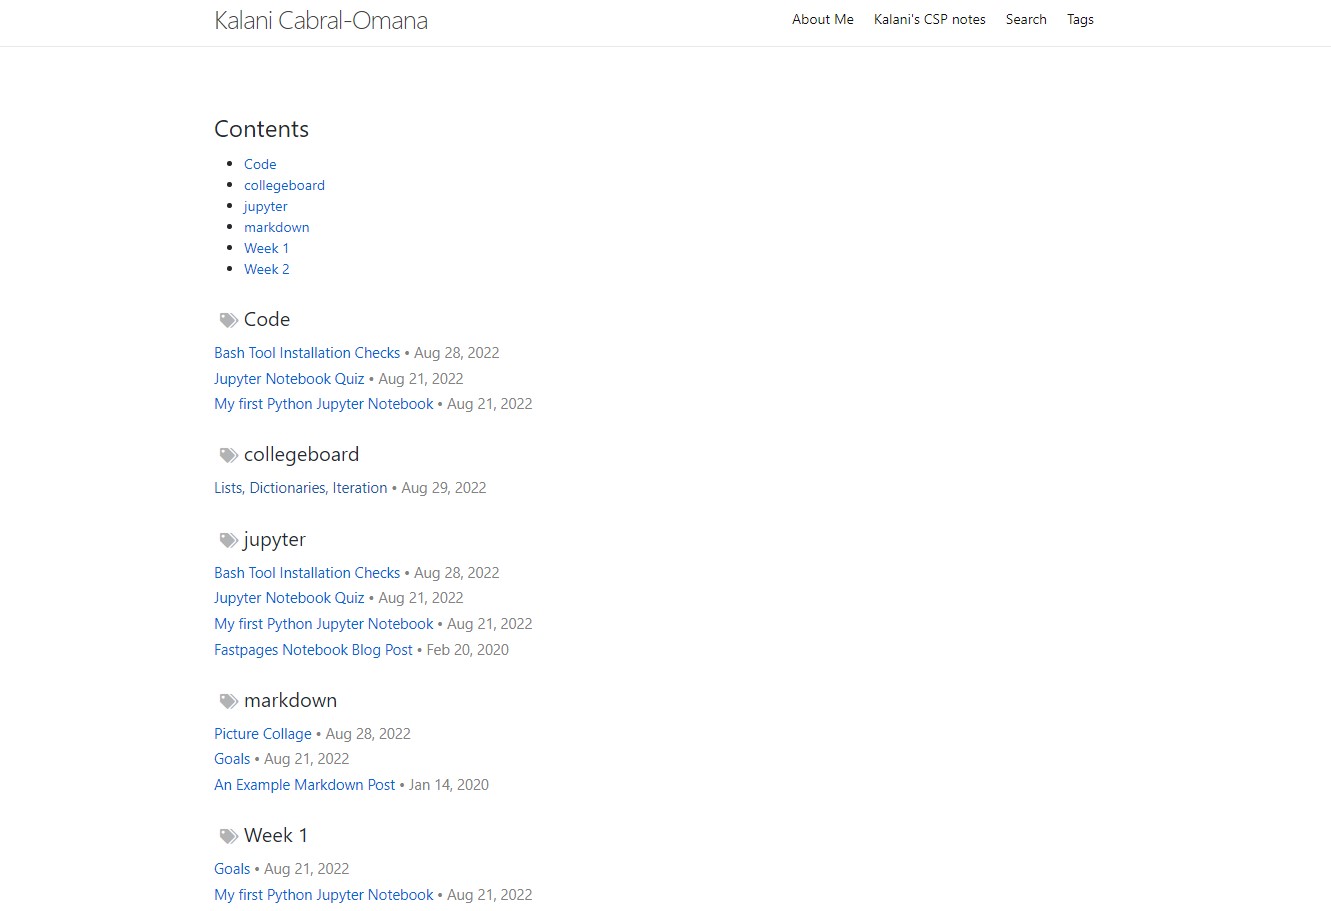 Kalani Cabral-Omana
About Me Kalani's CSP notes Search Tags
Contents
Code
collegeboard
jupyter
markdown
Week 1
Week 2
Code
Bash Tool Installation Checks • Aug 28, 2022
Jupyter Notebook Quiz • Aug 21, 2022
My first Python Jupyter Notebook • Aug 21, 2022
collegeboard
Lists, Dictionaries, Iteration • Aug 29, 2022
jupyter
Bash Tool Installation Checks • Aug 28, 2022
Jupyter Notebook Quiz • Aug 21, 2022
My first Python Jupyter Notebook • Aug 21, 2022
Fastpages Notebook Blog Post • Feb 20, 2020
markdown
Picture Collage • Aug 28, 2022
Goals • Aug 21, 2022
An Example Markdown Post • Jan 14, 2020
Week 1
Goals • Aug 21, 2022
My first Python Jupyter Notebook • Aug 21, 2022